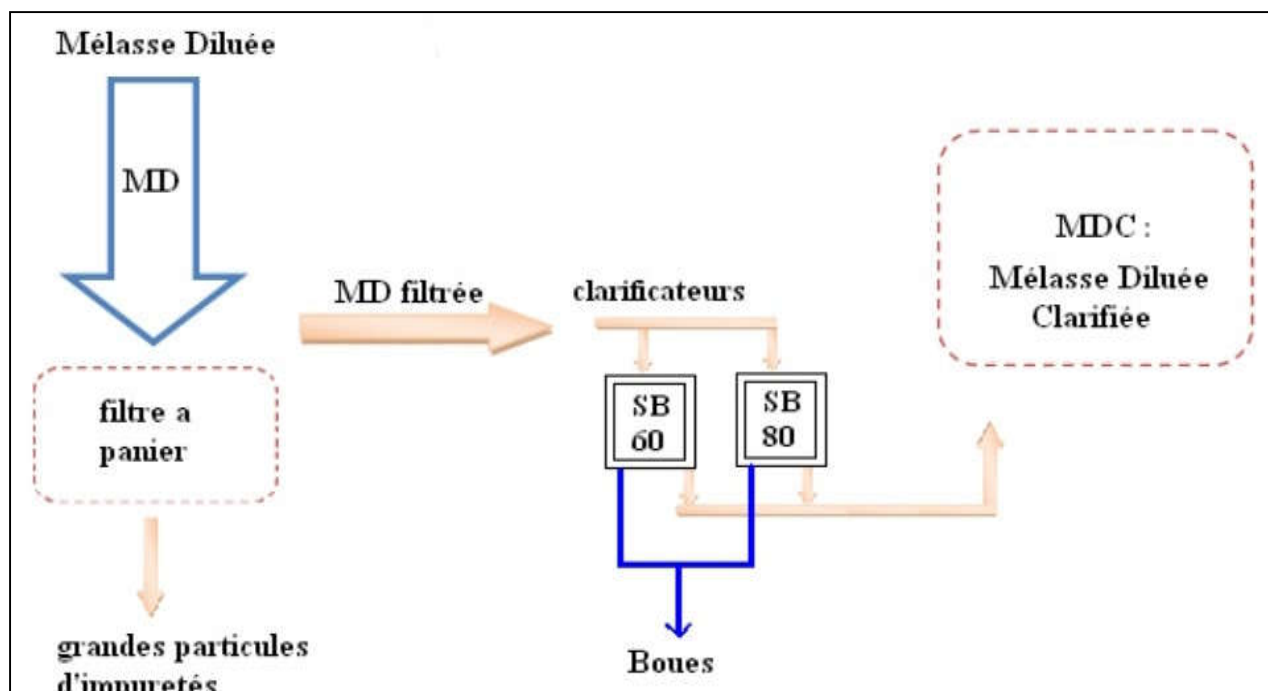 Mélasse Diluée
MD
filtre a
panier
grandes particules
d'impuretés
MD filtrée
clarificateurs
SB
60
SB
80
Boues
MDC :
Mélasse Diluée
Clarifiée